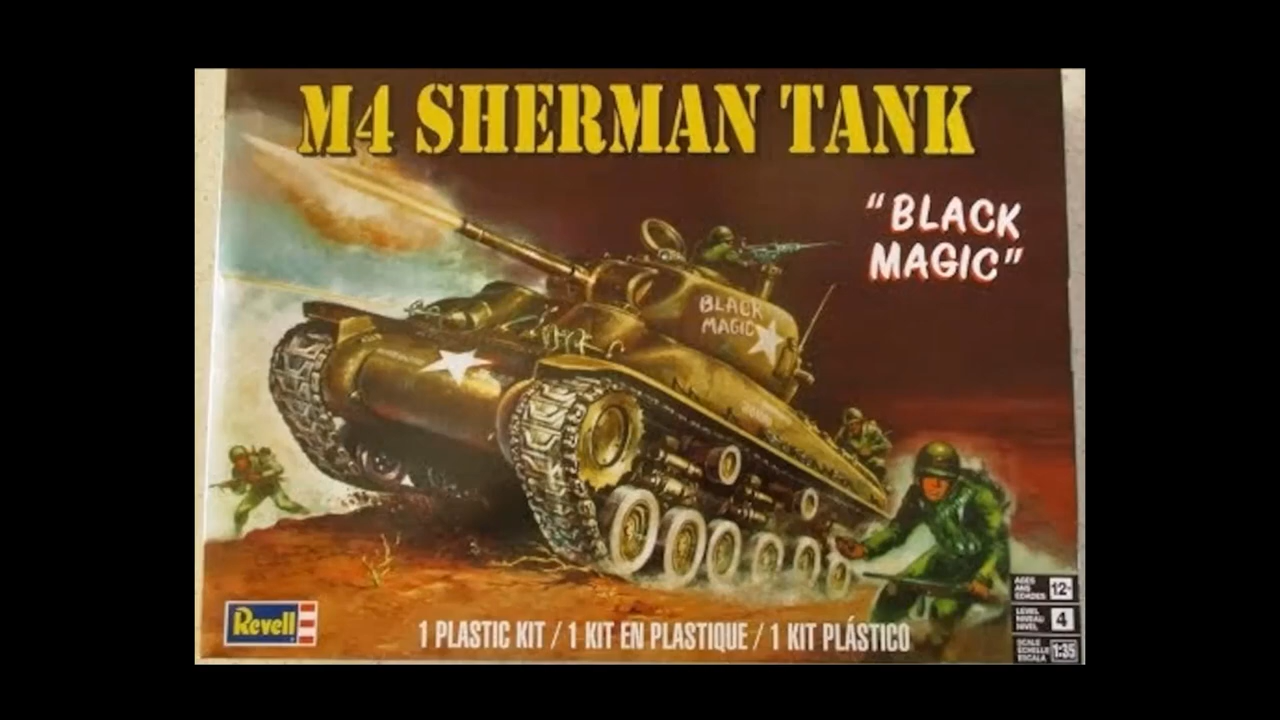 M4 SHERMAN TANK
"BLACK
MAGIC"
BLACK
MAGIC
Revell
1 PLASTIC KIT / 1 KIT EN PLASTIQUE / 1 KIT PLÁSTICO
AGES
ANS
EDADES
12+
LEVEL
NIVEAU
NIVEL
4
SCALE
ÉCHELLE
ESCALA
1:35